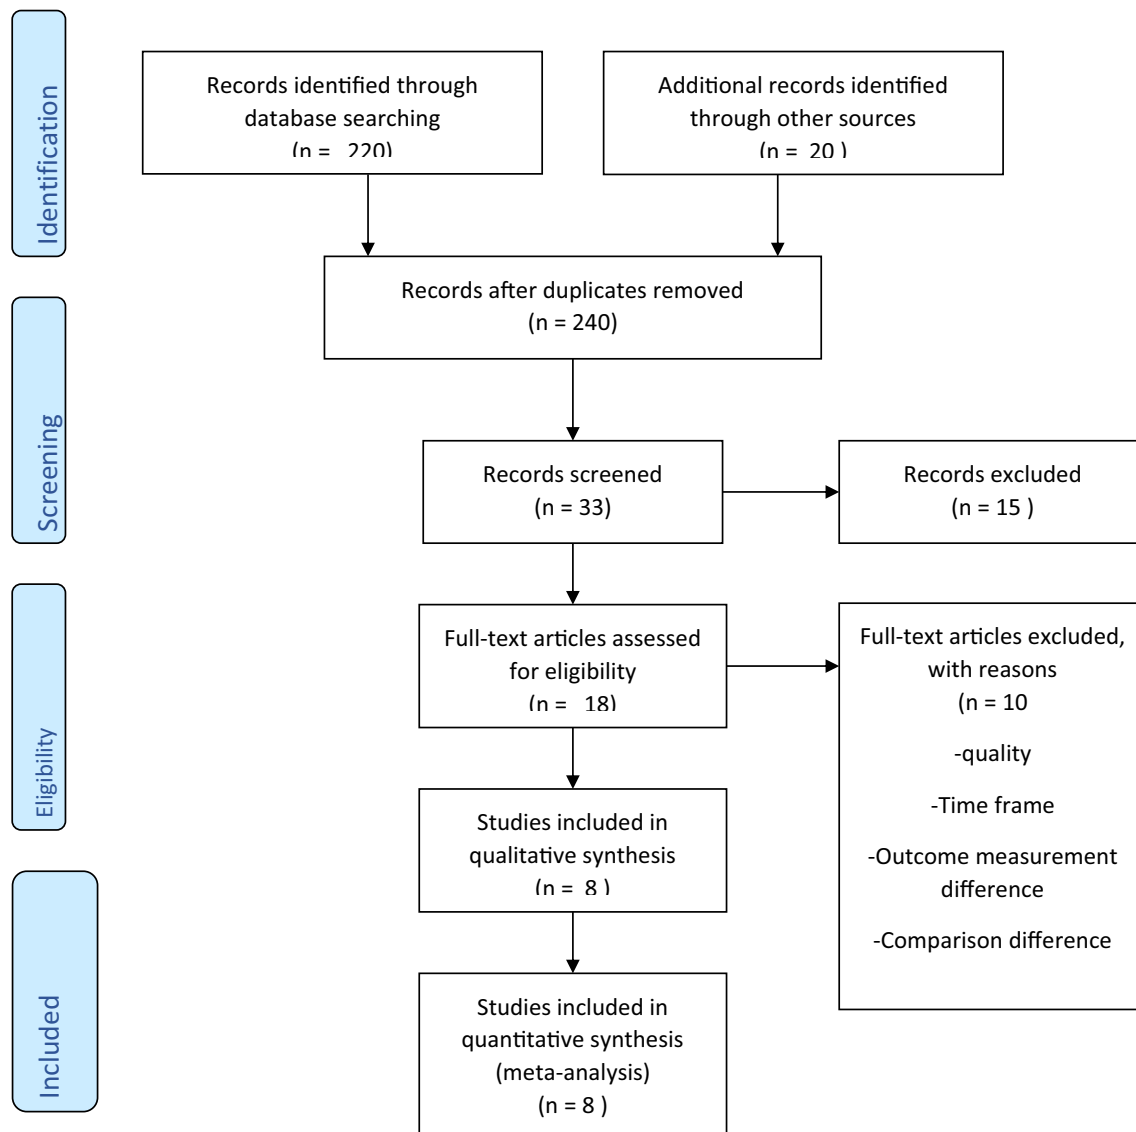 Identification
Records identified through
database searching
(n = 220)
Additional records identified
through other sources
(n = 20 )
Records after duplicates removed
(n = 240)
Screening
Records screened
(n = 33)
Records excluded
(n = 15 )
Eligibility
Full-text articles assessed
for eligibility
(n = 18)
Full-text articles excluded,
with reasons
(n = 10
-quality
-Time frame
-Outcome measurement
difference
-Comparison difference
Studies included in
qualitative synthesis
(n = 8 )
Included
Studies included in
quantitative synthesis
(meta-analysis)
(n = 8 )